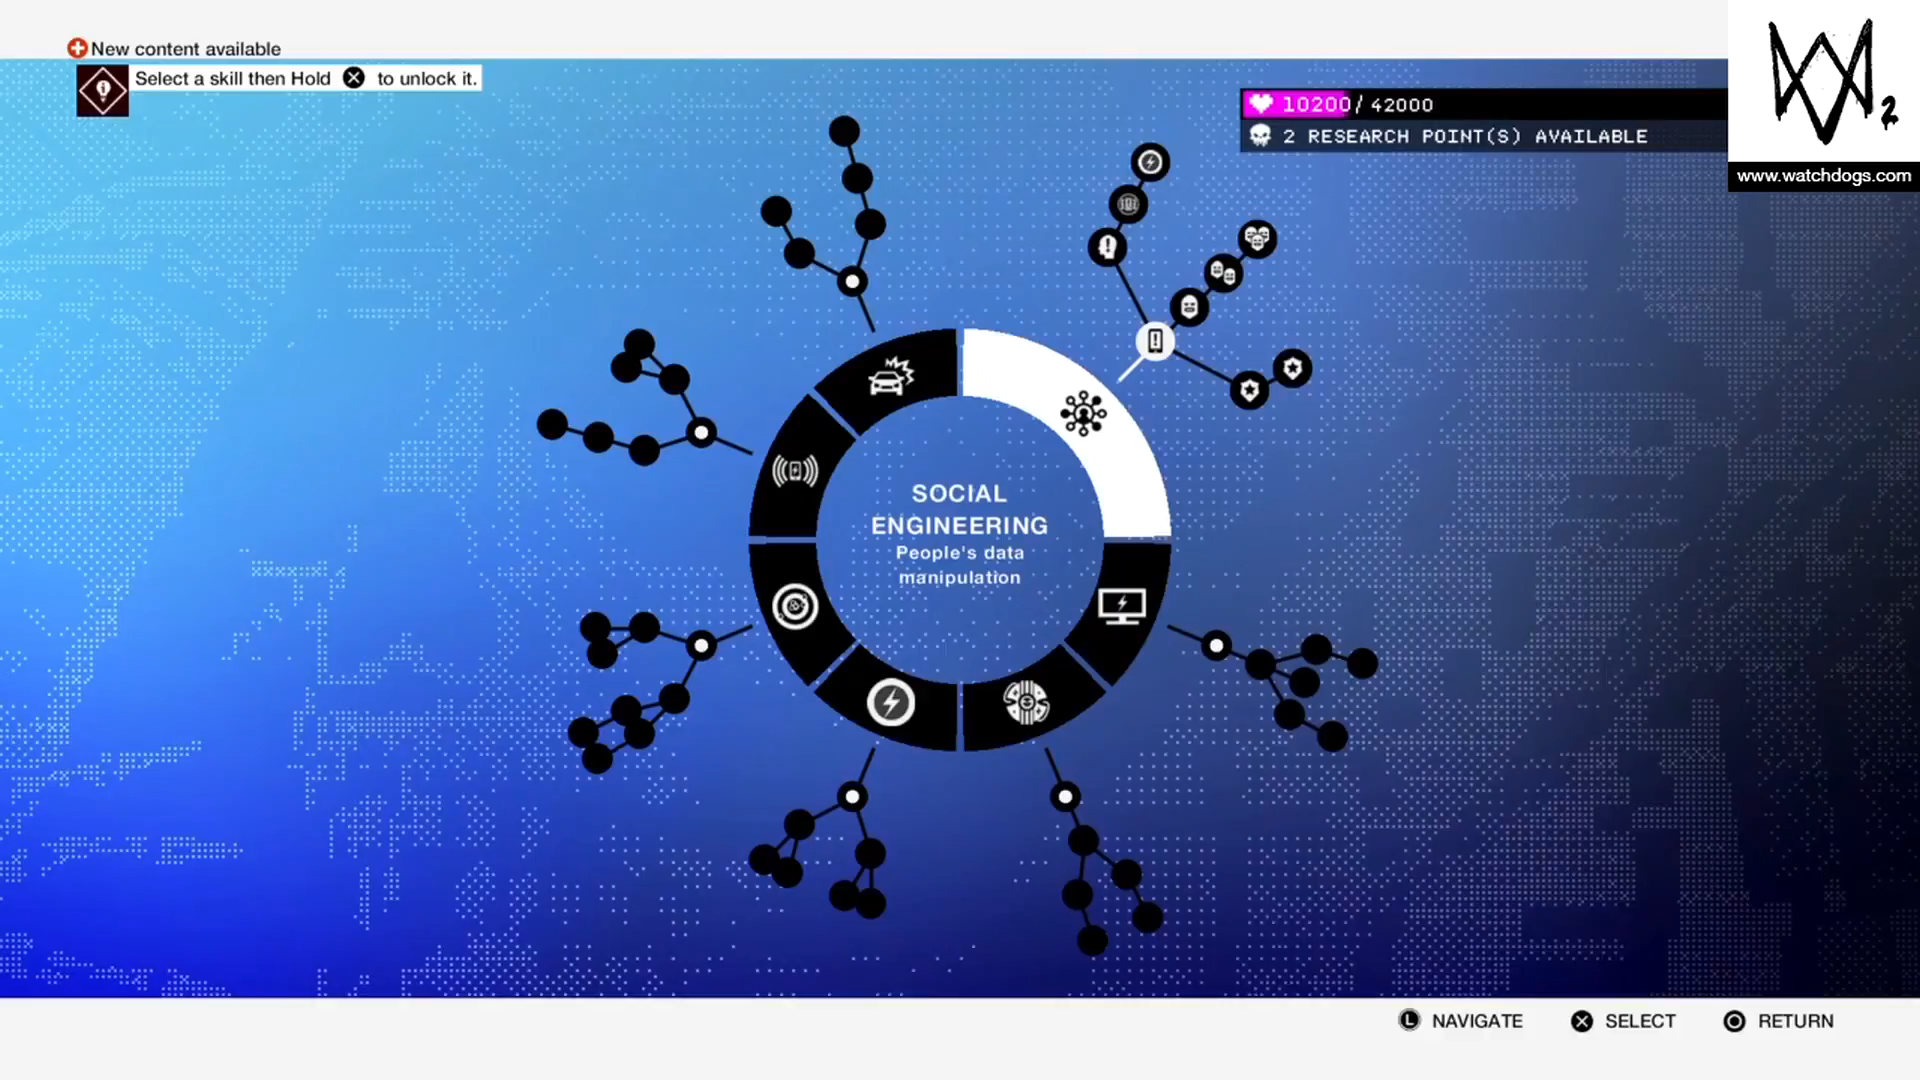 New content available
Select a skill then Hold X to unlock it.
10200 / 42000
2 RESEARCH POINT(S) AVAILABLE
2
www.watchdogs.com
SOCIAL
ENGINEERING
People's data
manipulation
L NAVIGATE X SELECT RETURN